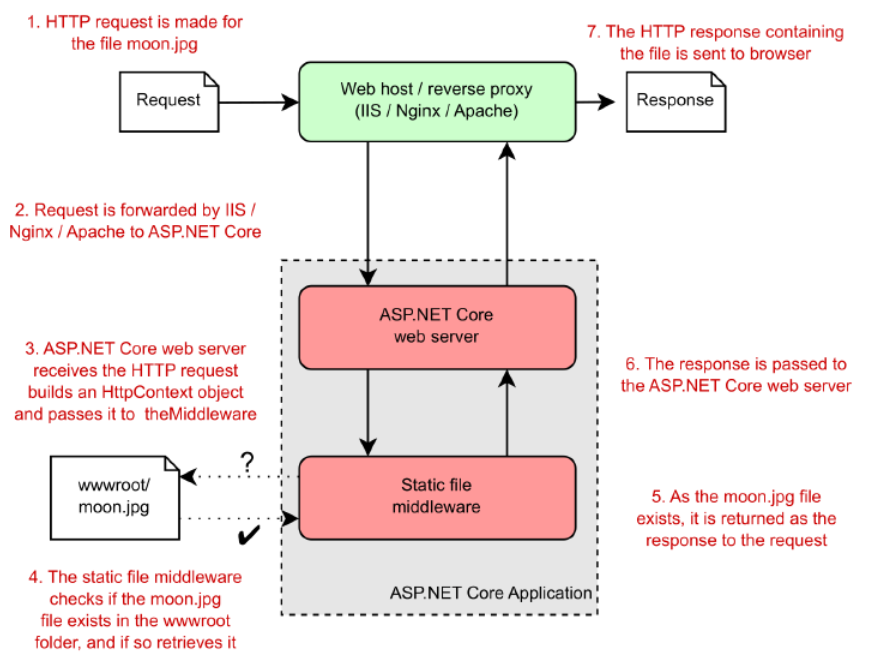 1. HTTP request is made for
the file moon.jpg
7. The HTTP response containing
the file is sent to browser
Request
Web host / reverse proxy
(IIS / Nginx / Apache)
Response
2. Request is forwarded by IIS /
Nginx / Apache to ASP.NET Core
ASP.NET Core
web server
3. ASP.NET Core web server
receives the HTTP request
builds an HttpContext object
and passes it to theMiddleware
6. The response is passed to
the ASP.NET Core web server
?
wwwroot/
moon.jpg
Static file
middleware
5. As the moon.jpg file
exists, it is returned as the
response to the request
4. The static file middleware
checks if the moon.jpg
file exists in the wwwroot
folder, and if so retrieves it
ASP.NET Core Application